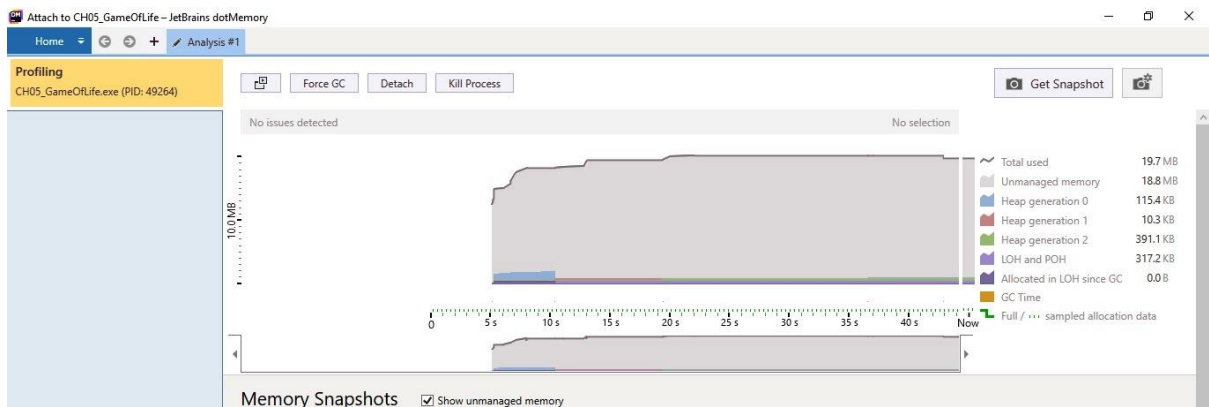 Attach to CH05_GameOfLife – JetBrains dotMemory
Home + Analysis #1
Profiling
CH05_GameOfLife.exe (PID: 49264)
Force GC Detach Kill Process Get Snapshot
No issues detected No selection
10.0 MB
Total used 19.7 MB
Unmanaged memory 18.8 MB
Heap generation 0 115.4 KB
Heap generation 1 10.3 KB
Heap generation 2 391.1 KB
LOH and POH 317.2 KB
Allocated in LOH since GC 0.0 B
GC Time
Full / ··· sampled allocation data
0 5 s 10 s 15 s 20 s 25 s 30 s 35 s 40 s Now
Memory Snapshots Show unmanaged memory